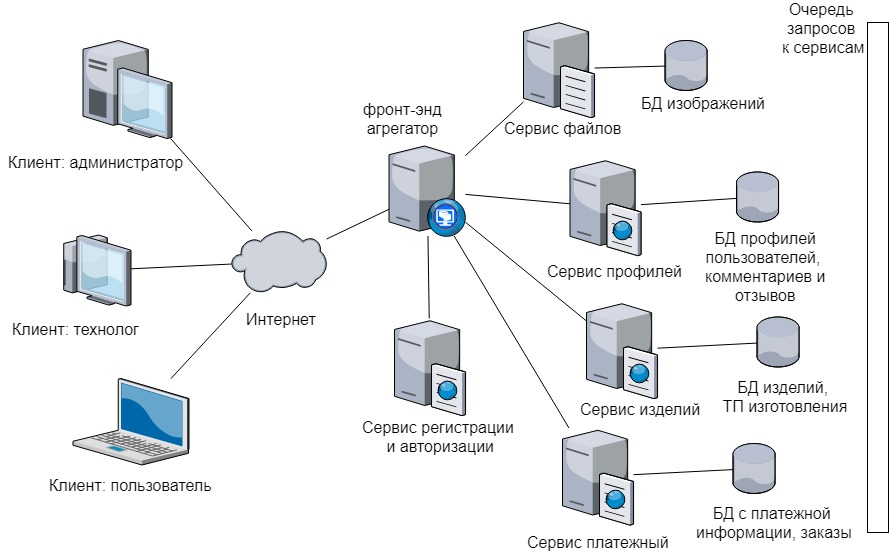 Очередь
запросов
к сервисам
фронт-энд
агрегатор
Сервис файлов
БД изображений
Клиент: администратор
Сервис профилей
БД профилей
пользователей,
комментариев и
отзывов
Интернет
Клиент: технолог
Сервис регистрации
и авторизации
Сервис изделий
БД изделий,
ТП изготовления
Клиент: пользователь
Сервис платежный
БД с платежной
информации, заказы